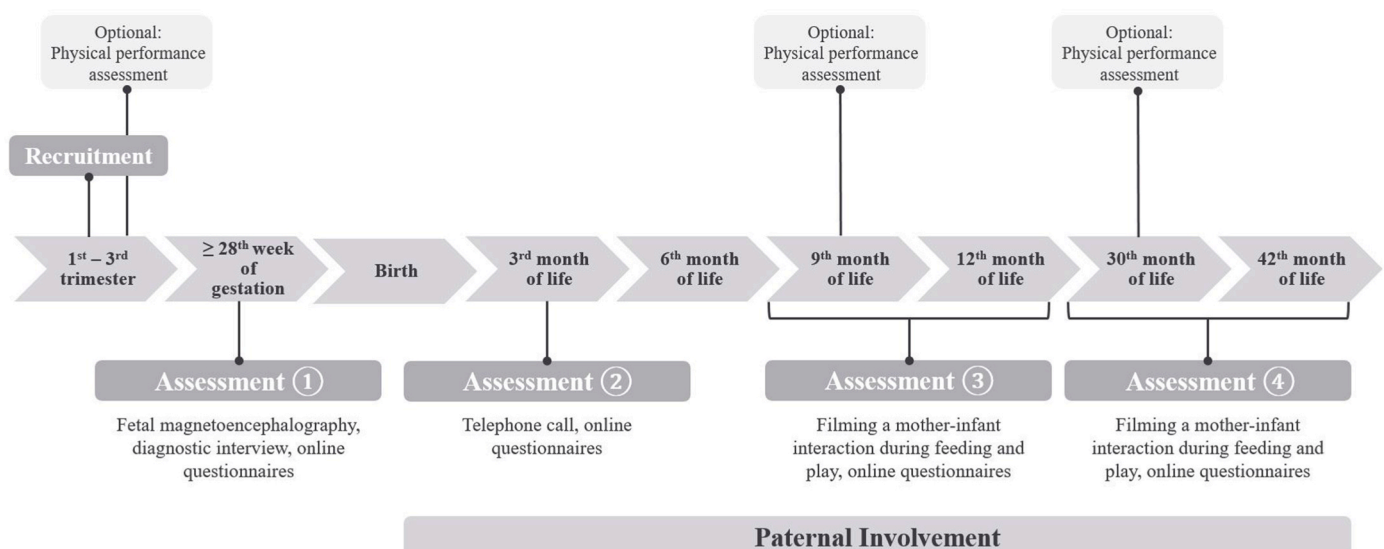 Optional:
Physical performance
assessment
Optional:
Physical performance
assessment
Optional:
Physical performance
assessment
Recruitment
1st – 3rd
trimester
≥ 28th week
of
gestation
Birth
3rd month
of life
6th month
of life
9th month
of life
12th month
of life
30th month
of life
42th month
of life
Assessment ①
Fetal magnetoencephalography,
diagnostic interview, online
questionnaires
Assessment ②
Telephone call, online
questionnaires
Assessment ③
Filming a mother-infant
interaction during feeding and
play, online questionnaires
Assessment ④
Filming a mother-infant
interaction during feeding and
play, online questionnaires
Paternal Involvement